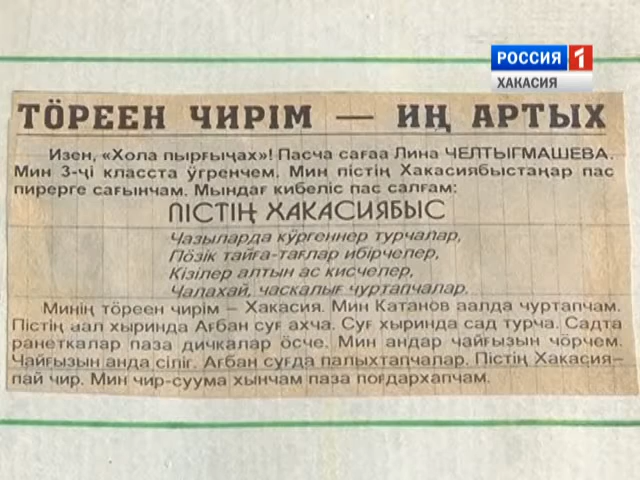 РОССИЯ 1
ХАКАСИЯ
ТӦРЕЕН ЧИРІМ — ИҢ АРТЫХ
Изен, «Хола пырғыҷах»! Пасча сағаа Лина ЧЕЛТЫГМАШЕВА.
Мин 3-ҷі класста ӱгренчем. Мин пістің Хакасиябыстаңар пас
пирерге сағынчам. Мындағ кибеліс пас салғам:
ПІСТІҢ ХАКАСИЯБЫС
Чазыларда кӱргеннер турчалар,
Пӧзік тайға-тағлар ибірчелер,
Кізілер алтын ас кисчелер,
Чалахай, часкалығ чуртапчалар.
Минің тӧреен чирім – Хакасия. Мин Катанов аалда чуртапчам.
Пістің аал хыринда Ағбан суғ ахча. Суғ хыринда сад турча. Садта
ранеткалар паза дичкалар ӧсче. Мин андар чайғызын чӧрчем.
Чайғызын анда сіліг. Ағбан суғда палыхтапчалар. Пістің Хакасия–
пай чир. Мин чир-суума хынчам паза поғдархапчам.